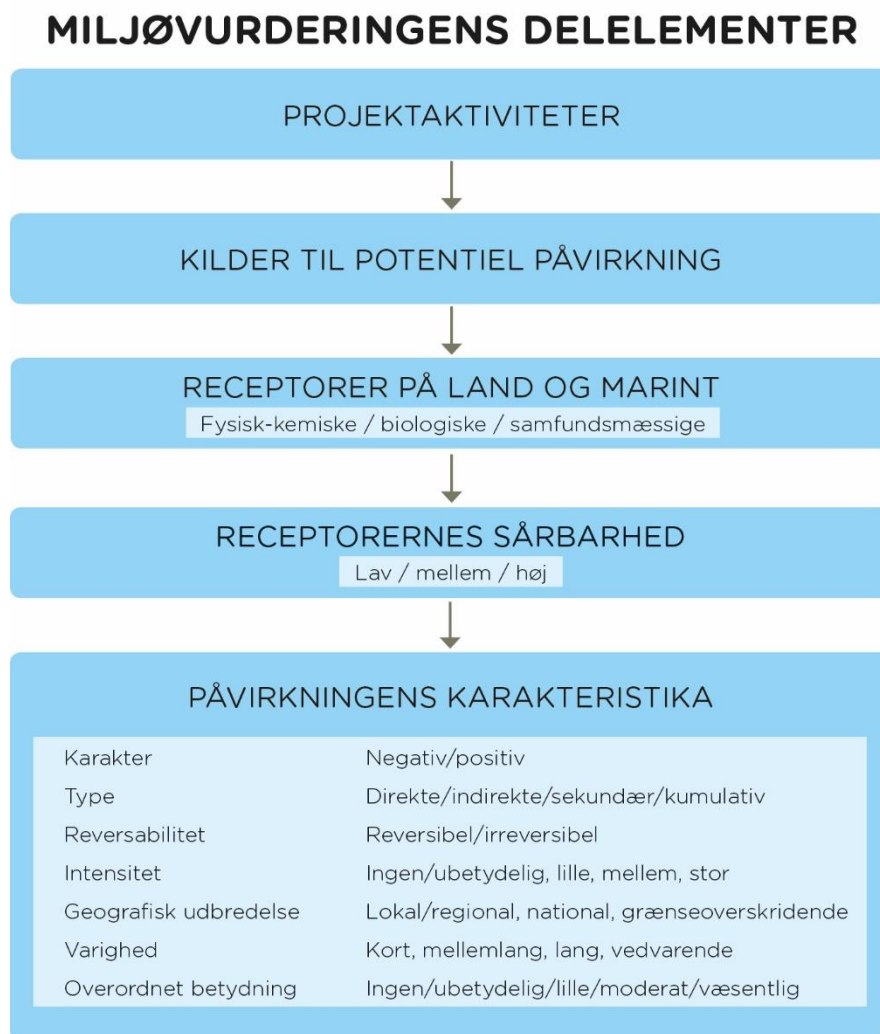 MILJØVURDERINGENS DELELEMENTER
PROJEKTAKTIVITETER
KILDER TIL POTENTIEL PÅVIRKNING
RECEPTORER PÅ LAND OG MARINT
Fysisk-kemiske / biologiske / samfundsmæssige
RECEPTORERNES SÅRBARHED
Lav / mellem / høj
PÅVIRKNINGENS KARAKTERISTIKA
Karakter Negativ/positiv
Type Direkte/indirekte/sekundær/kumulativ
Reversabilitet Reversibel/irreversibel
Intensitet Ingen/ubetydelig, lille, mellem, stor
Geografisk udbredelse Lokal/regional, national, grænseoverskridende
Varighed Kort, mellemlang, lang, vedvarende
Overordnet betydning Ingen/ubetydelig/lille/moderat/væsentlig